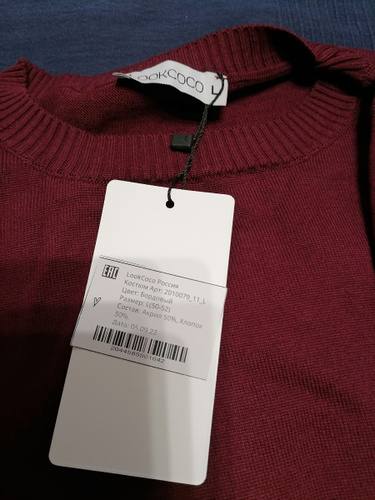 LOOKCOCO L
EAC
LookCoco Россия
Костюм Арт: 2010079_11_L
Цвет: Бордовый
Размер: L(50-52)
Состав: Акрил 50%, Хлопок
50%.
Дата: 05.09.22
2044585501642